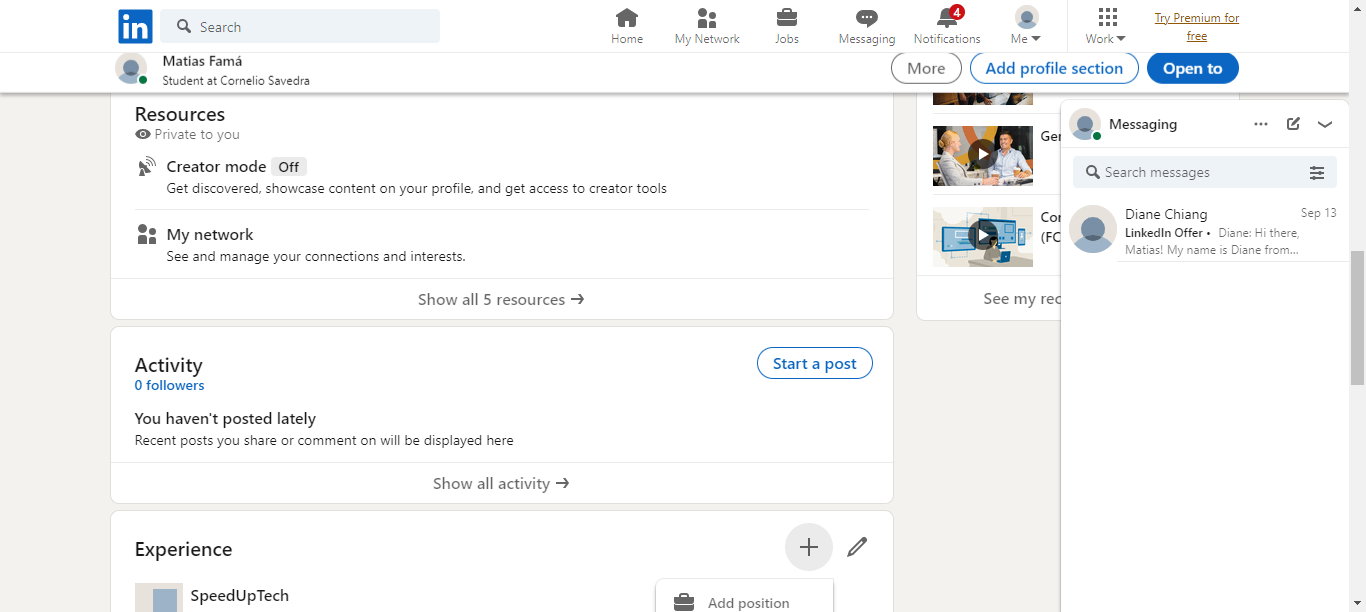 in
Search
Home
My Network
Jobs
Messaging
4
Notifications
Me
Work
Try Premium for
free
Matias Famá
Student at Cornelio Savedra
More
Add profile section
Open to
Resources
Private to you
Creator mode Off
Get discovered, showcase content on your profile, and get access to creator tools
My network
See and manage your connections and interests.
Show all 5 resources →
Activity
0 followers
Start a post
You haven't posted lately
Recent posts you share or comment on will be displayed here
Show all activity →
Experience
SpeedUpTech
Add position
Ger
Cor
(FC
See my rec
Messaging
Search messages
Diane Chiang
Sep 13
LinkedIn Offer • Diane: Hi there,
Matias! My name is Diane from...